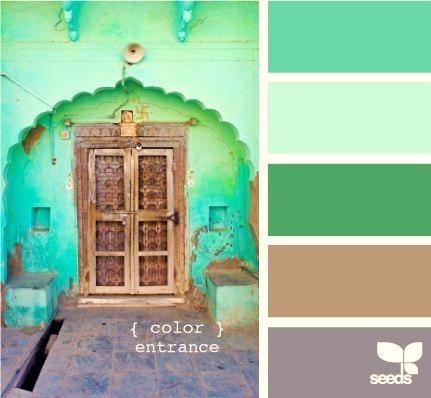 { color }
entrance
seeds